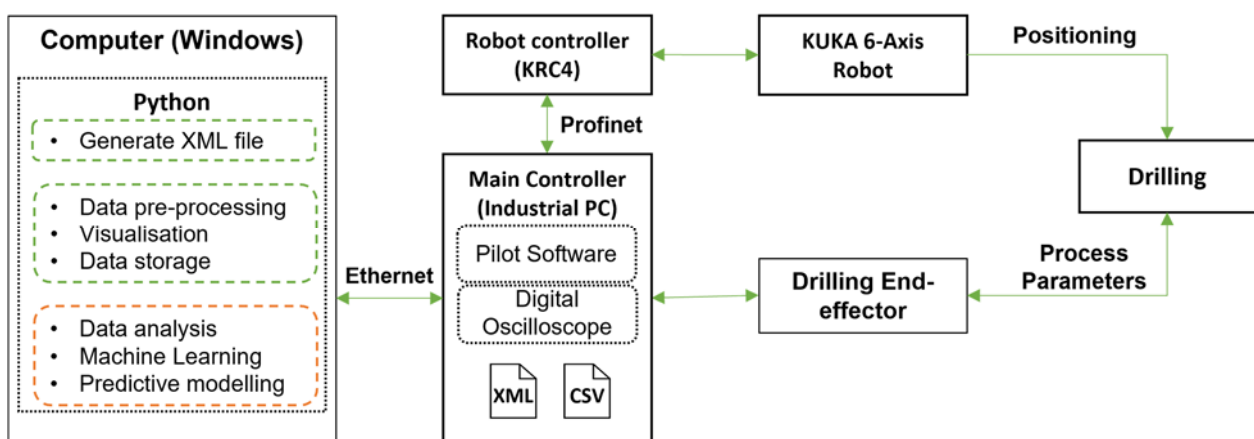 Computer (Windows)
Python
• Generate XML file
• Data pre-processing
• Visualisation
• Data storage
• Data analysis
• Machine Learning
• Predictive modelling
Ethernet
Robot controller
(KRC4)
Profinet
Main Controller
(Industrial PC)
Pilot Software
Digital
Oscilloscope
XML
CSV
KUKA 6-Axis
Robot
Positioning
Drilling
Drilling End-
effector
Process
Parameters